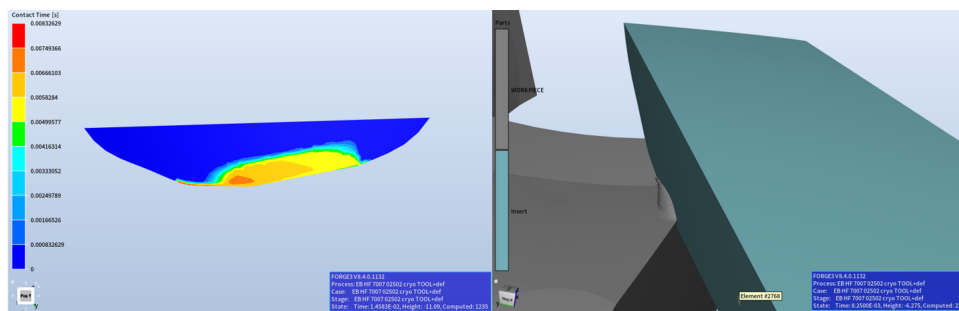 Contact Time [s]
0.00832629
0.00749366
0.00666103
0.0058284
0.00499577
0.00416314
0.00333052
0.00249789
0.00166526
0.000832629
0
FORGE3 V8.4.0.1132
Process: EB HF 7007 02502 cryo TOOL+def
Case: EB HF 7007 02502 cryo TOOL+def
Stage: EB HF 7007 02502 cryo TOOL+def
State: Time: 1.4583E-02, Height: -11.09, Computed: 1235
Parts
WORKPIECE
Insert
Element #2768
FORGE3 V8.4.0.1132
Process: EB HF 7007 02502 cryo TOOL+def
Case: EB HF 7007 02502 cryo TOOL+def
Stage: EB HF 7007 02502 cryo TOOL+def
State: Time: 8.2500E-03, Height: -6.275, Computed: 2